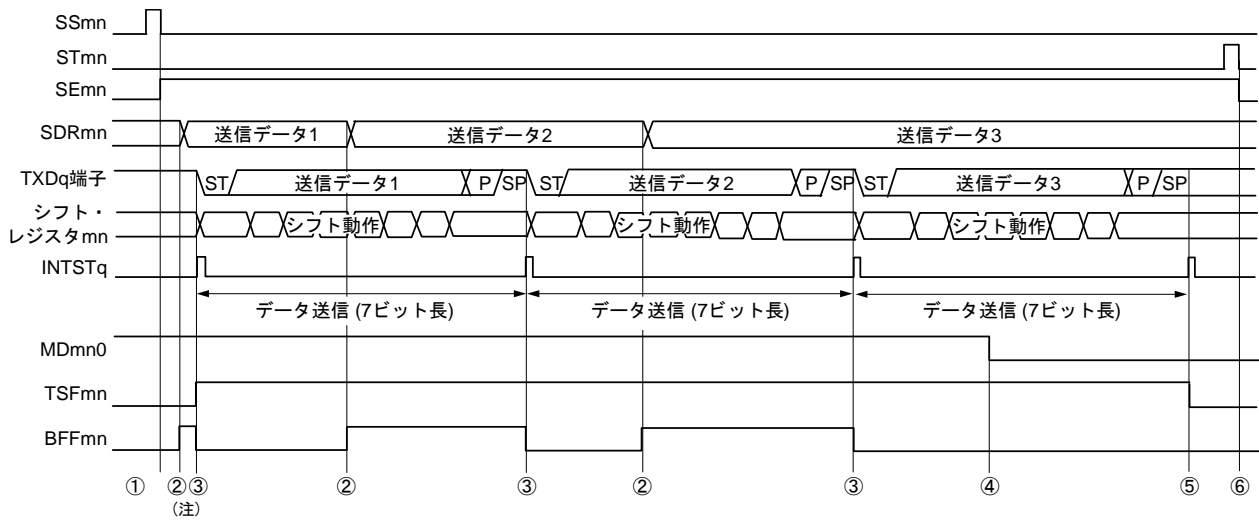 SSmn
STmn
SEmn
SDRmn 送信データ1 送信データ2 送信データ3
TXDq端子 ST 送信データ1 P SP ST 送信データ2 P SP ST 送信データ3 P SP
シフト・
レジスタmn シフト動作 シフト動作 シフト動作
INTSTq
データ送信 (7ビット長) データ送信 (7ビット長) データ送信 (7ビット長)
MDmn0
TSFmn
BFFmn
① ② ③ ② ③ ② ③ ④ ⑤ ⑥
(注)